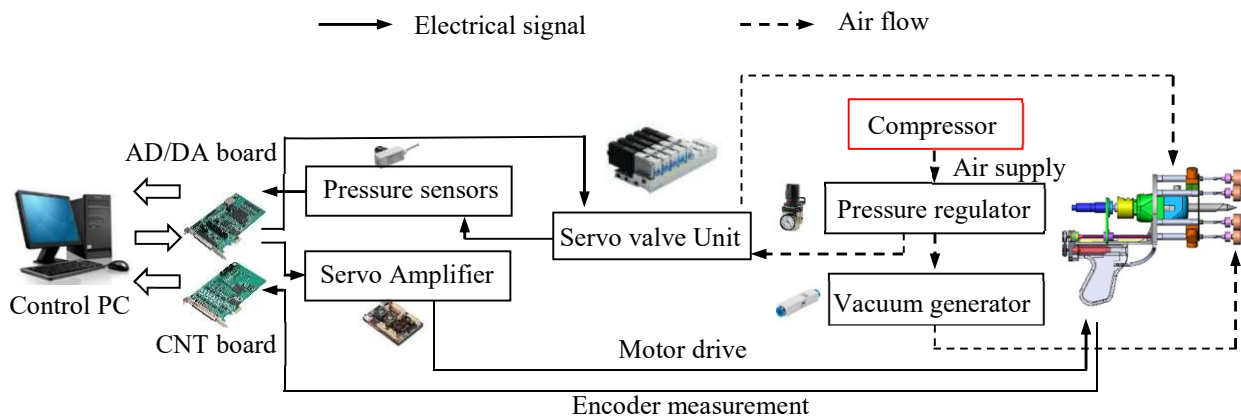 Electrical signal
Air flow
Compressor
AD/DA board
Air supply
Pressure sensors
Pressure regulator
Servo valve Unit
Servo Amplifier
Control PC
Vacuum generator
CNT board
Motor drive
Encoder measurement